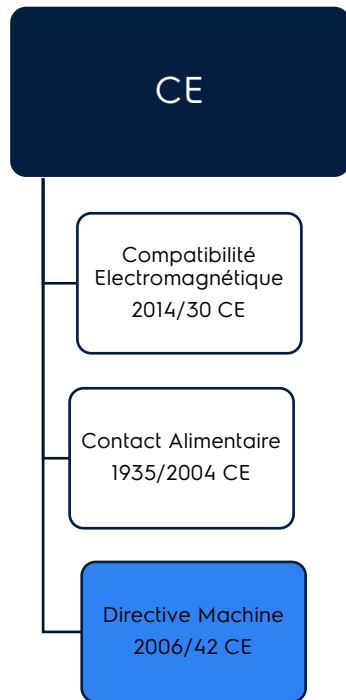 CE
Compatibilité
Electromagnétique
2014/30 CE
Contact Alimentaire
1935/2004 CE
Directive Machine
2006/42 CE